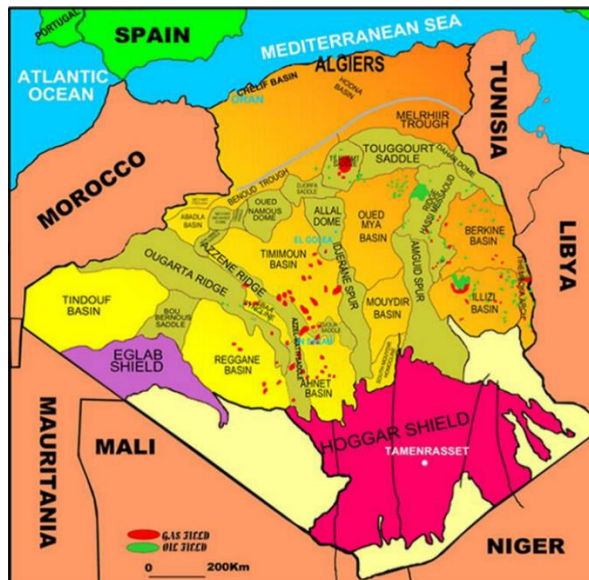 PORTUGAL
SPAIN
MEDITERRANEAN SEA
ATLANTIC
OCEAN
ALGIERS
CHELIF BASIN
ORAN
HODNA
BASIN
TUNISIA
MELRHIIR
TROUGH
MOROCCO
TOUGGOURT
SADDLE
DAHAR DOME
BENOUD TROUGH
DJOFRA
SADDLE
ABADLA
BASIN
OUED
NAMOUS
DOME
ALLAL
DOME
OUED
MYA
BASIN
RIDGE
HASSI MESSAOUD
BERKINE
BASIN
LIBYA
EL GOLEA
AZZENE RIDGE
TIMIMOUN
BASIN
IDJERANE SPUR
AMGUID SPUR
OUGARTA RIDGE
TINDOUF
BASIN
BOU
BERNOUS
SADDLE
MOUYDIR
BASIN
ILLIZI
BASIN
EGLAB
SHIELD
REGGANE
BASIN
IN SALAH
AHNET
BASIN
HOGGAR SHIELD
TAMENRASSET
MAURITANIA
MALI
NIGER
GAS FIELD
OIL FIELD
0 200Km